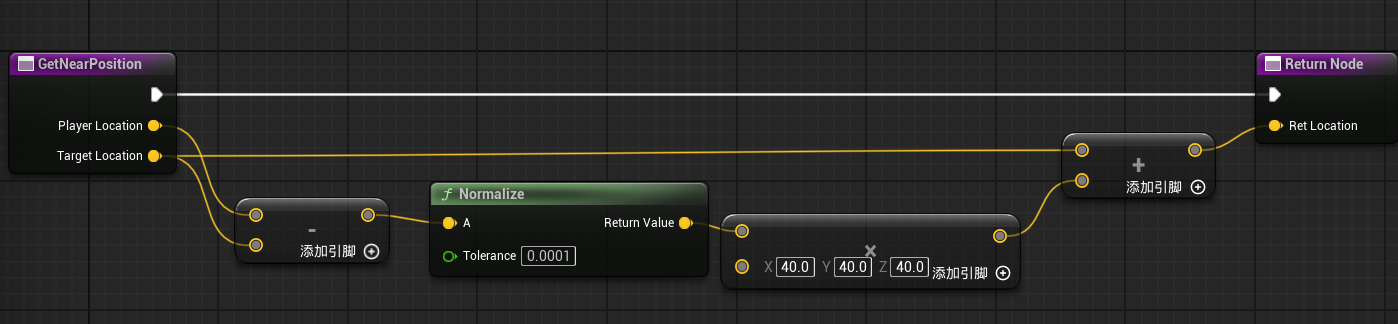 GetNearPosition
Player Location
Target Location
-
添加引脚
Normalize
A
Return Value
Tolerance 0.0001
×
X 40.0 Y 40.0 Z 40.0 添加引脚
+
添加引脚
Return Node
Ret Location